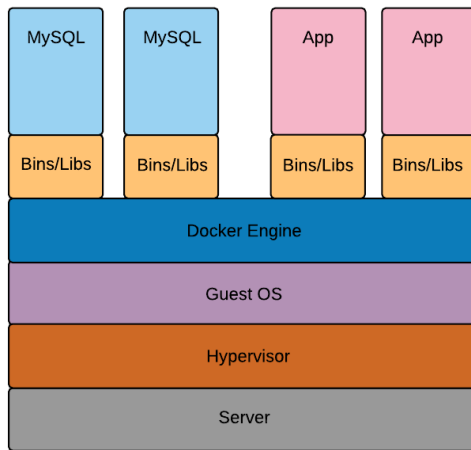 MySQL
MySQL
App
App
Bins/Libs
Bins/Libs
Bins/Libs
Bins/Libs
Docker Engine
Guest OS
Hypervisor
Server